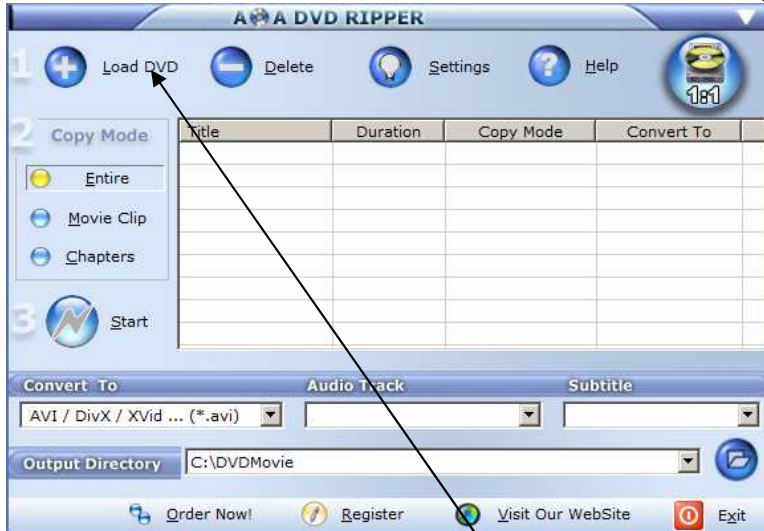 AOA DVD RIPPER
1 Load DVD Delete Settings Help
1:1
2 Copy Mode
Title Duration Copy Mode Convert To
Entire
Movie Clip
Chapters
3 Start
Convert To Audio Track Subtitle
AVI / DivX / XVid ... (*.avi)
Output Directory C:\DVDMovie
Order Now! Register Visit Our WebSite Exit